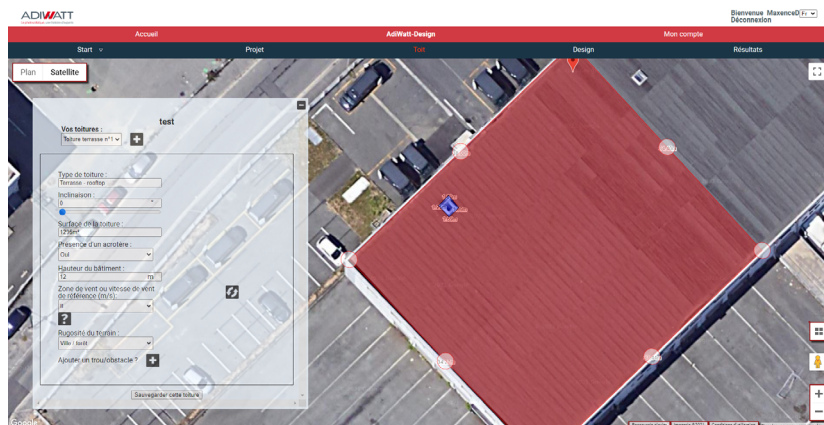 ADIWATT
Bienvenue MaxenceD Fr
Déconnexion
Accueil
AdiWatt-Design
Mon compte
Start
Projet
Toit
Design
Résultats
Plan
Satellite
test
Vos toitures :
Toiture terrasse n°1
Type de toiture :
Terrasse - rooftop
Inclinaison :
0 °
Surface de la toiture :
Présence d'un acrotère :
Oui
Hauteur du bâtiment :
12 m
Zone de vent ou vitesse de vent
de référence (m/s):
?
Rugosité du terrain :
Ville / forêt
Ajouter un trou/obstacle ?
Sauvegarder cette toiture
Google